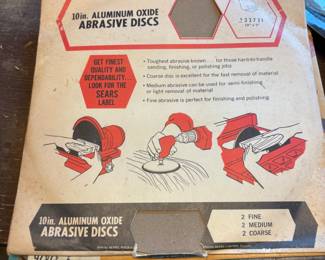 10in. ALUMINUM OXIDE
ABRASIVE DISCS
GET FINEST
QUALITY AND
DEPENDABILITY...
LOOK FOR THE
SEARS
LABEL
• Toughest abrasive known . . . for those hard-to-handle
sanding, finishing, or polishing jobs
• Coarse disc is excellent for the fast removal of material
• Medium abrasive can be used for semi-finishing
or light removal of material
• Fine abrasive is perfect for finishing and polishing
10in. ALUMINUM OXIDE
ABRASIVE DISCS
2 FINE
2 MEDIUM
2 COARSE